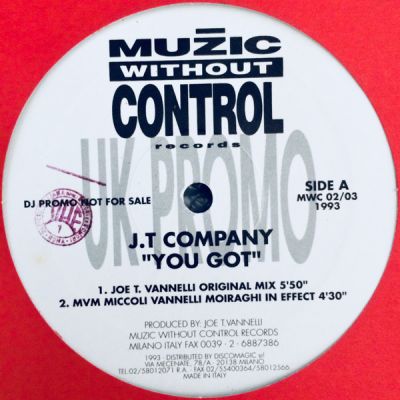 MUZIC
WITHOUT
CONTROL
records
UK PROMO
DJ PROMO NOT FOR SALE
SIDE A
MWC 02/03
1993
J.T COMPANY
"YOU GOT"
1. JOE T. VANNELLI ORIGINAL MIX 5'50"
2. MVM MICCOLI VANNELLI MOIRAGHI IN EFFECT 4'30"
PRODUCED BY: JOE T.VANNELLI
MUZIC WITHOUT CONTROL RECORDS
MILANO ITALY FAX 0039 - 2 - 6887386
1993 - DISTRIBUTED BY DISCOMAGIC srl
VIA MECENATE, 78/A - 20138 MILANO
TEL.02/58012071 R.A. - FAX 02/55400364/58012566
MADE IN ITALY